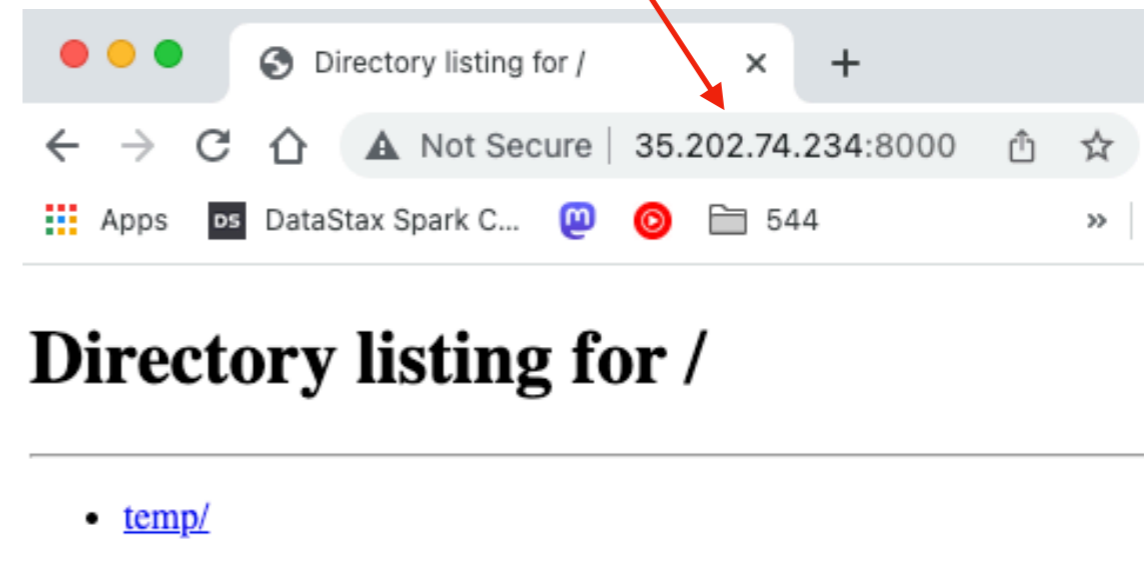 Directory listing for /
Not Secure | 35.202.74.234:8000
Apps DS DataStax Spark C... 544 »
Directory listing for /
• temp/